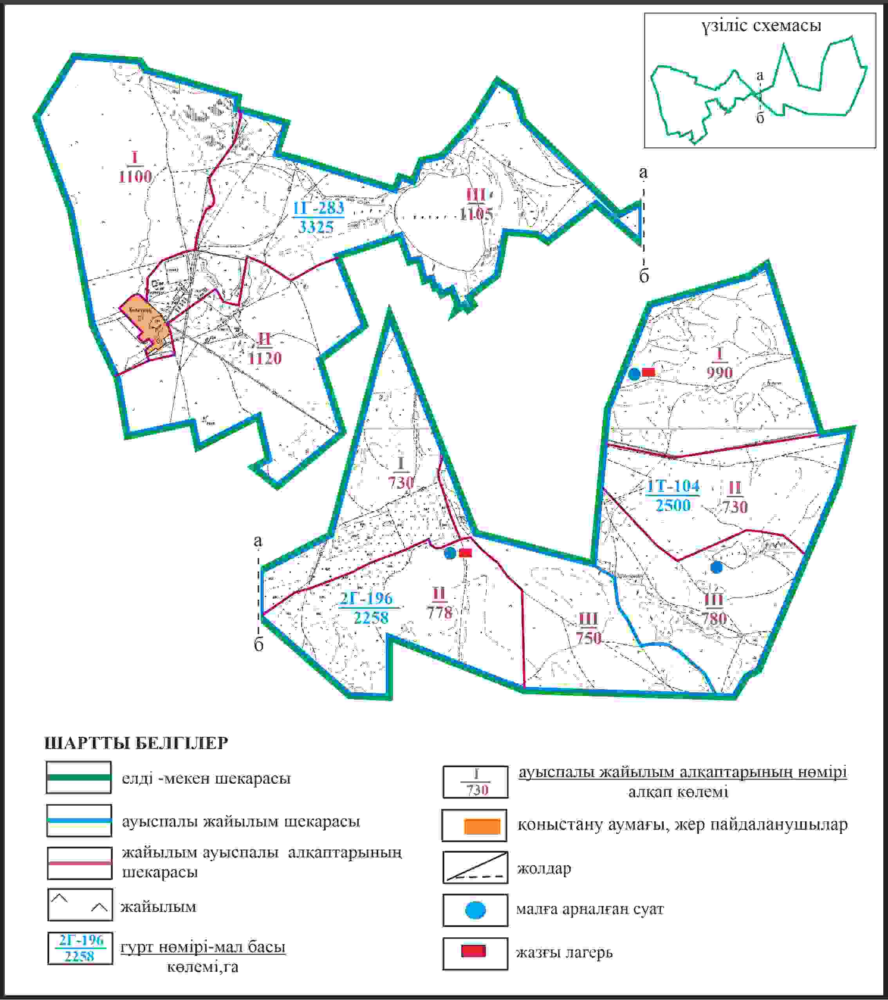 үзіліс схемасы
а
б
а
б
I
1100
1Г-283
3325
III
1105
II
1120
I
990
I
730
1Т-104
2500
II
730
а
б
2Г-196
2258
II
778
III
750
III
780
ШАРТТЫ БЕЛГІЛЕР
елді -мекен шекарасы
ауыспалы жайылым шекарасы
жайылым ауыспалы алқаптарының
шекарасы
жайылым
2Г-196
2258
гурт нөмірі-мал басы
көлемі,га
I
730
ауыспалы жайылым алқаптарының нөмірі
алқап көлемі
қоныстану аумағы, жер пайдаланушылар
жолдар
малға арналған суат
жазғы лагерь